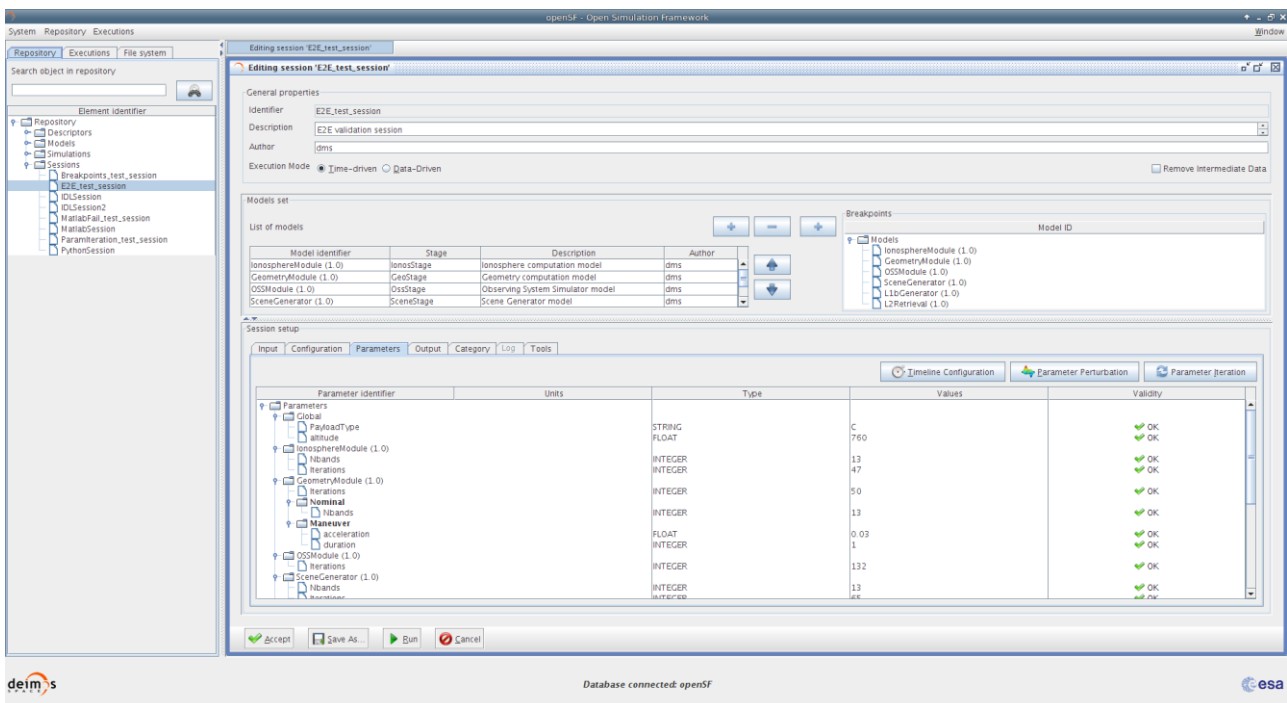 openSF - Open Simulation Framework
System Repository Executions Window
Repository Executions File system
Search object in repository
Element identifier
Repository
Descriptors
Models
Simulations
Sessions
Breakpoints_test_session
E2E_test_session
IDLSession
IDLSession2
MatlabFail_test_session
MatlabSession
ParamIteration_test_session
PythonSession
Editing session 'E2E_test_session'
Editing session 'E2E_test_session'
General properties
Identifier E2E_test_session
Description E2E validation session
Author dms
Execution Mode Time-driven Data-Driven Remove Intermediate Data
Models set
List of models
Model identifier Stage Description Author
IonosphereModule (1.0) IonosStage Ionosphere computation model dms
GeometryModule (1.0) GeoStage Geometry computation model dms
OSSModule (1.0) OssStage Observing System Simulator model dms
SceneGenerator (1.0) SceneStage Scene Generator model dms
Breakpoints
Model ID
Models
IonosphereModule (1.0)
GeometryModule (1.0)
OSSModule (1.0)
SceneGenerator (1.0)
L1bGenerator (1.0)
L2Retrieval (1.0)
Session setup
Input Configuration Parameters Output Category Log Tools
Timeline Configuration Parameter Perturbation Parameter Iteration
Parameter identifier Units Type Values Validity
Parameters
Global
PayloadType STRING C OK
altitude FLOAT 760 OK
IonosphereModule (1.0)
Nbands INTEGER 13 OK
Iterations INTEGER 47 OK
GeometryModule (1.0)
Iterations INTEGER 50 OK
Nominal
Nbands INTEGER 13 OK
Maneuver
acceleration FLOAT 0.03 OK
duration INTEGER 1 OK
OSSModule (1.0)
Iterations INTEGER 132 OK
SceneGenerator (1.0)
Nbands INTEGER 13 OK
Iterations INTEGER 65 OK
Accept Save As... Run Cancel
deimos
SPACE
Database connected: openSF
esa